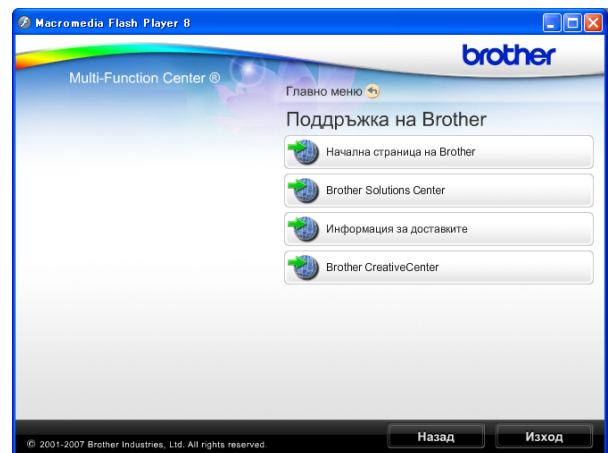 Macromedia Flash Player 8
brother
Multi-Function Center ®
Главно меню
Поддръжка на Brother
Начална страница на Brother
Brother Solutions Center
Информация за доставките
Brother CreativeCenter
Назад
Изход
© 2001-2007 Brother Industries, Ltd. All rights reserved.